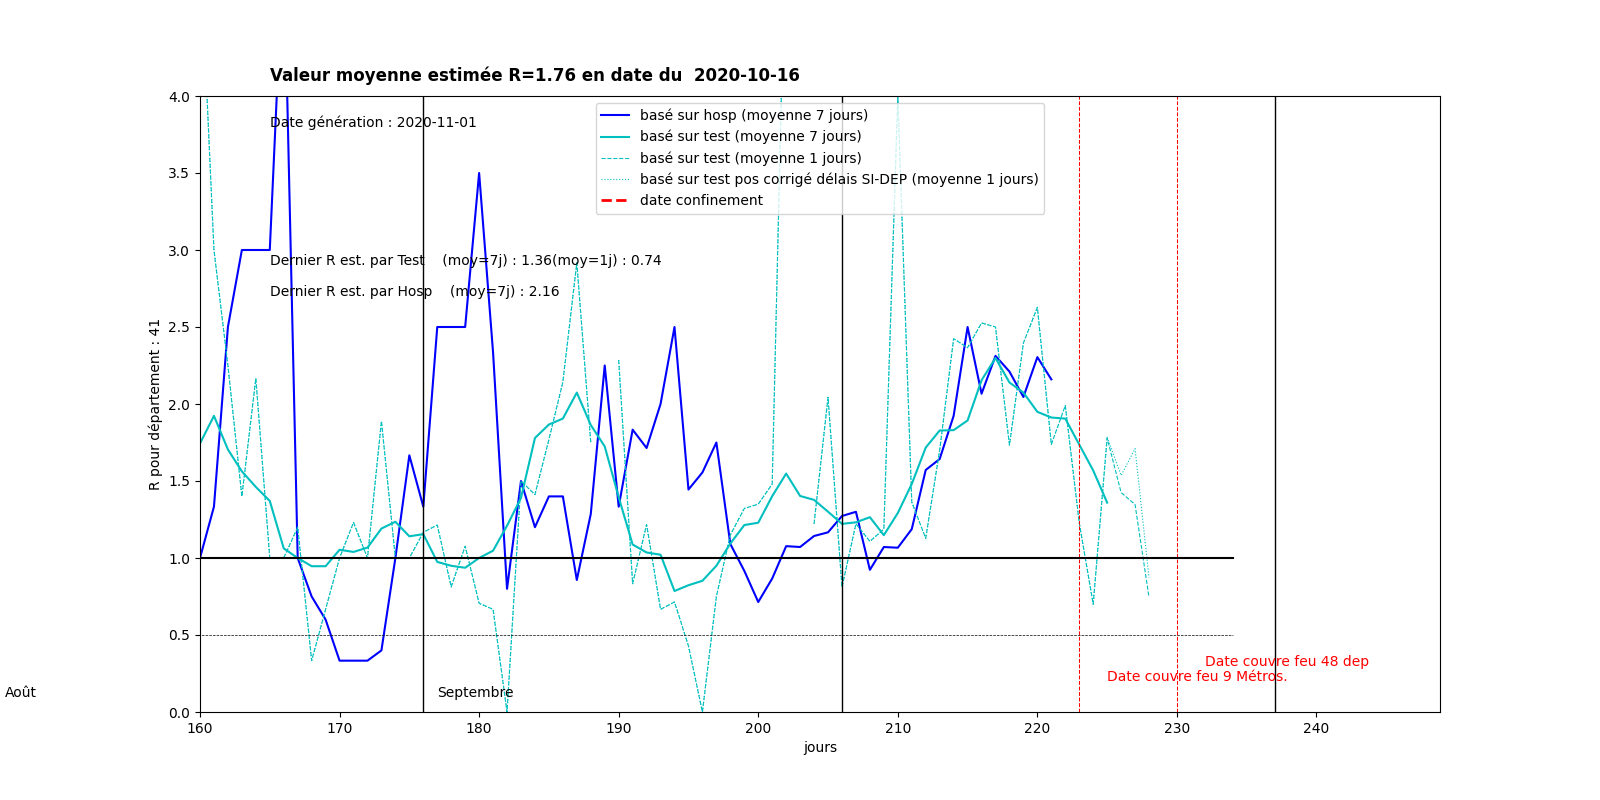 Valeur moyenne estimée R=1.76 en date du  2020-10-16
Date génération : 2020-11-01
basé sur hosp (moyenne 7 jours)
basé sur test (moyenne 7 jours)
basé sur test (moyenne 1 jours)
basé sur test pos corrigé délais SI-DEP (moyenne 1 jours)
date confinement
Dernier R est. par Test    (moy=7j) : 1.36(moy=1j) : 0.74
Dernier R est. par Hosp    (moy=7j) : 2.16
R pour département : 41
4.0
3.5
3.0
2.5
2.0
1.5
1.0
0.5
0.0
Date couvre feu 48 dep
Date couvre feu 9 Métros.
Août
Septembre
160 170 180 190 200 210 220 230 240
jours